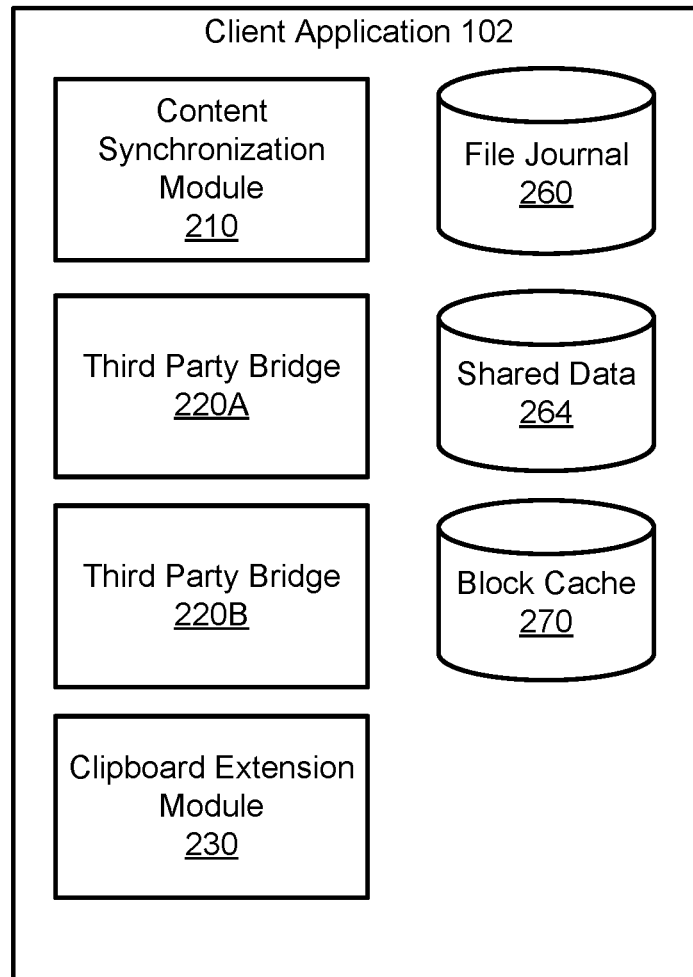 Client Application 102
Content
Synchronization
Module
210
File Journal
260
Third Party Bridge
220A
Shared Data
264
Third Party Bridge
220B
Block Cache
270
Clipboard Extension
Module
230